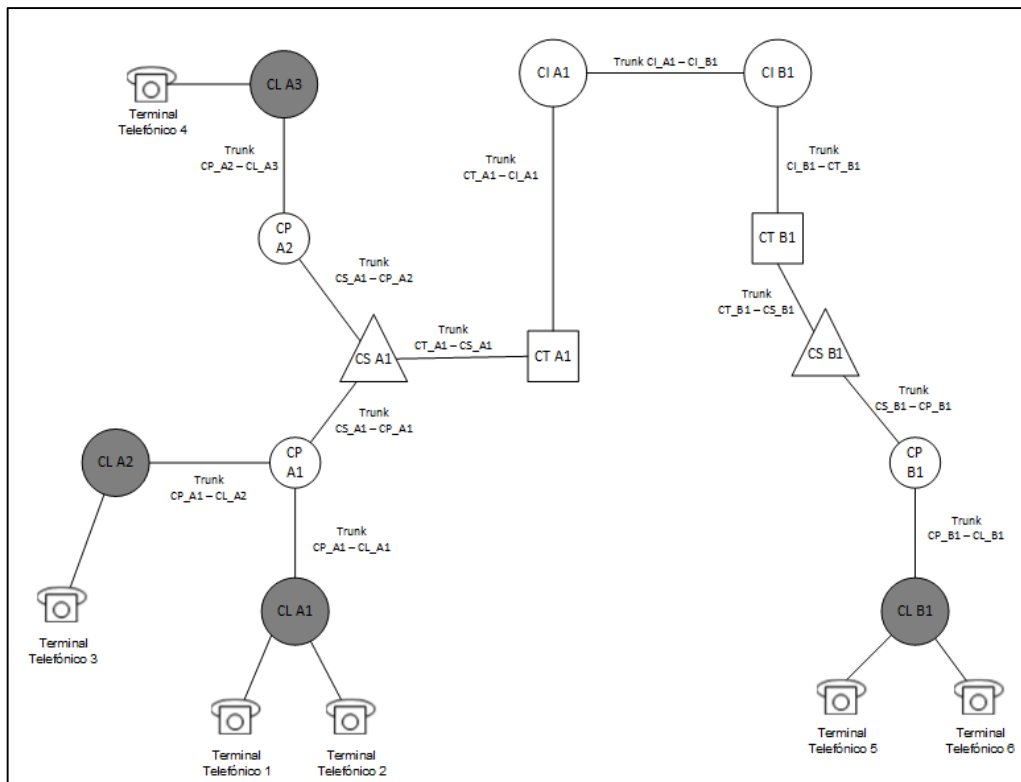 CI A1
Trunk CI_A1 – CI_B1
CI B1
CL A3
Terminal
Telefónico 4
Trunk
CP_A2 – CL_A3
Trunk
CT_A1 – CI_A1
Trunk
CI_B1 – CT_B1
CP
A2
CT B1
Trunk
CS_A1 – CP_A2
Trunk
CT_B1 – CS_B1
CS A1
Trunk
CT_A1 – CS_A1
CT A1
CS B1
Trunk
CS_A1 – CP_A1
Trunk
CS_B1 – CP_B1
CL A2
Trunk
CP_A1 – CL_A2
CP
A1
CP
B1
Trunk
CP_A1 – CL_A1
Trunk
CP_B1 – CL_B1
CL A1
CL B1
Terminal
Telefónico 3
Terminal
Telefónico 1
Terminal
Telefónico 2
Terminal
Telefónico 5
Terminal
Telefónico 6